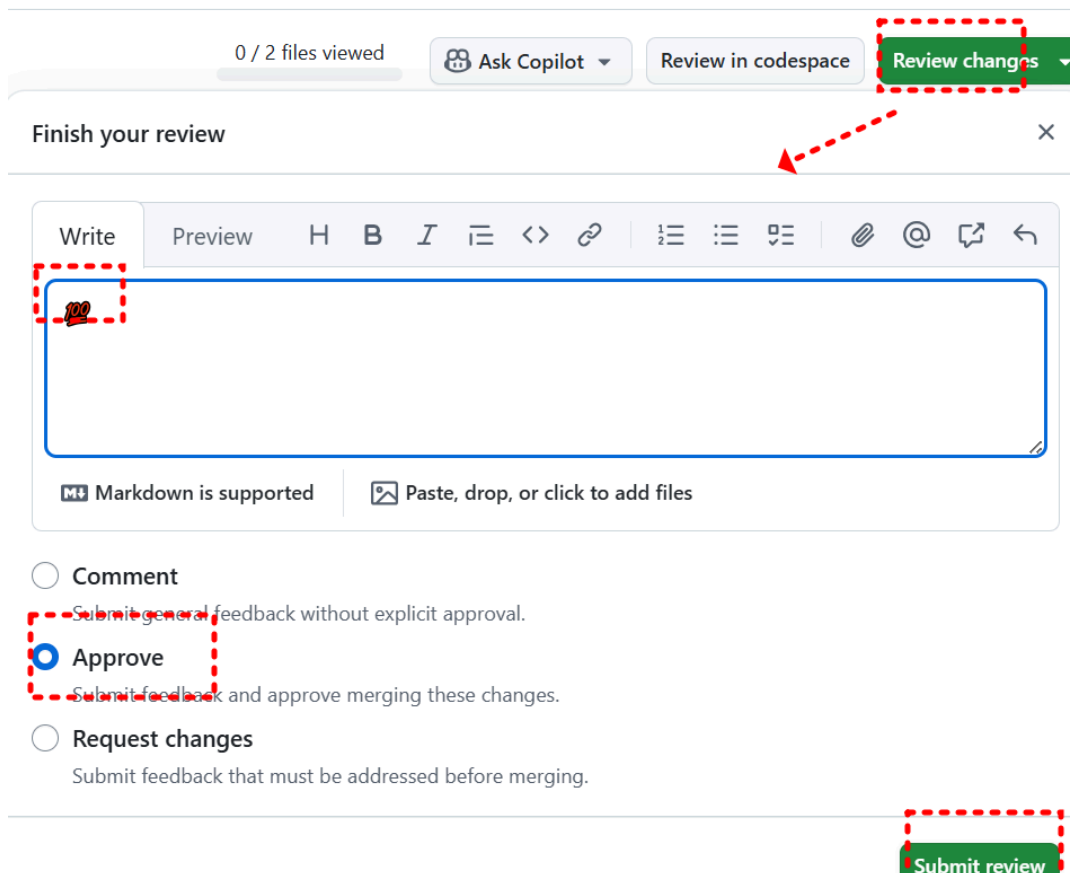 0 / 2 files viewed
Ask Copilot
Review in codespace
Review changes
Finish your review
Write
Preview
💯
Markdown is supported
Paste, drop, or click to add files
Comment
Submit general feedback without explicit approval.
Approve
Submit feedback and approve merging these changes.
Request changes
Submit feedback that must be addressed before merging.
Submit review